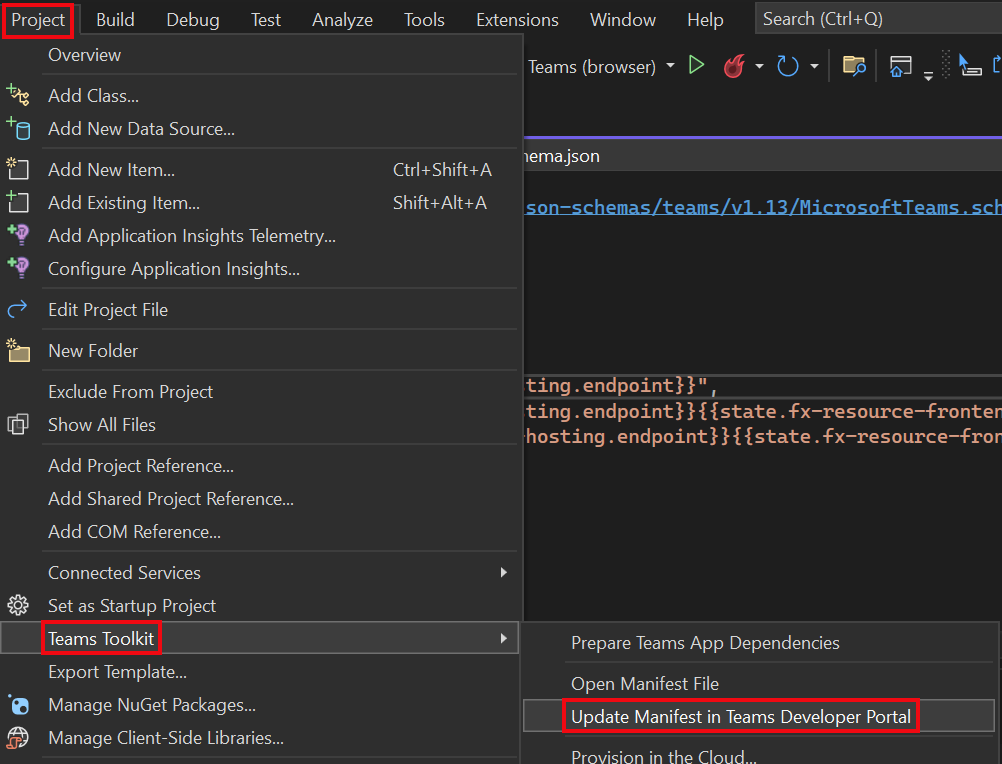 Project Build Debug Test Analyze Tools Extensions Window Help Search (Ctrl+Q)
Overview
Teams (browser)
Add Class...
Add New Data Source...
hema.json
Add New Item... Ctrl+Shift+A
Add Existing Item... Shift+Alt+A
son-schemas/teams/v1.13/MicrosoftTeams.sch
Add Application Insights Telemetry...
Configure Application Insights...
Edit Project File
New Folder
Exclude From Project
ting.endpoint}}",
Show All Files
ting.endpoint}}{{state.fx-resource-fronten
hosting.endpoint}}{{state.fx-resource-fron
Add Project Reference...
Add Shared Project Reference...
Add COM Reference...
Connected Services
Set as Startup Project
Teams Toolkit
Prepare Teams App Dependencies
Export Template...
Open Manifest File
Manage NuGet Packages...
Update Manifest in Teams Developer Portal
Manage Client-Side Libraries...
Provision in the Cloud...